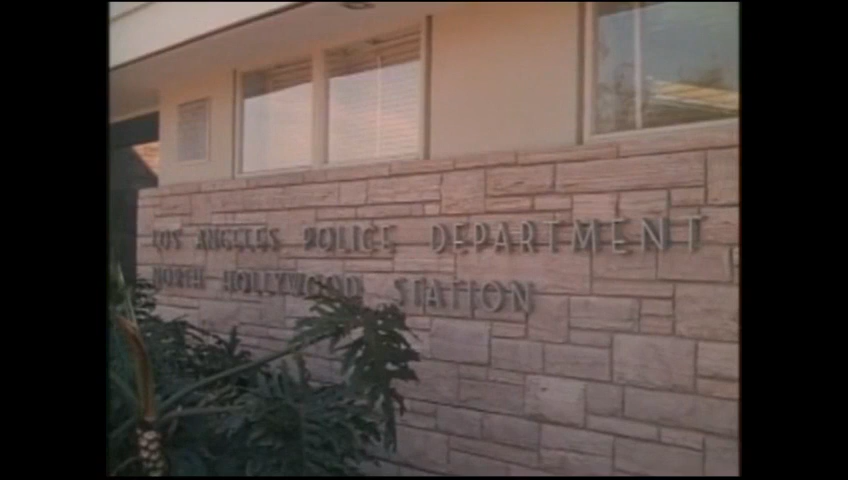 LOS ANGELES POLICE DEPARTMENT
NORTH HOLLYWOOD STATION